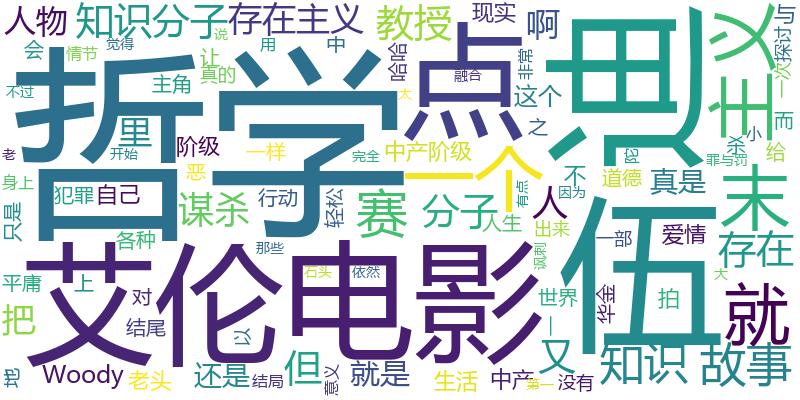 人物
知识分子
存在主义
教授
现实
啊
主义
与
会
情节
觉得
说
让
用
中
哈哈
非常
探讨
不过
真的
主角
融合
这个
一次
哲学
点
剧
而
里
太
之
小
老
开始
阶级
一样
完全
中产阶级
一个
不
恐
杀
给
罪与罚
身上
犯罪
自己
恶
谋杀
行动
轻松
赛
分子
有点
因为
道德
真是
末
只是
各种
人生
人
出来
伍
一部
爱情
存在
艾伦
那些
电影
讽刺
石实
依然
大
平庸
上
对
世界
华金
拍
就
把
结尾
以
一
又
知识
故事
地
Woody
老头
还是
结局
但
意义
就是
生活
中产
第一
没有